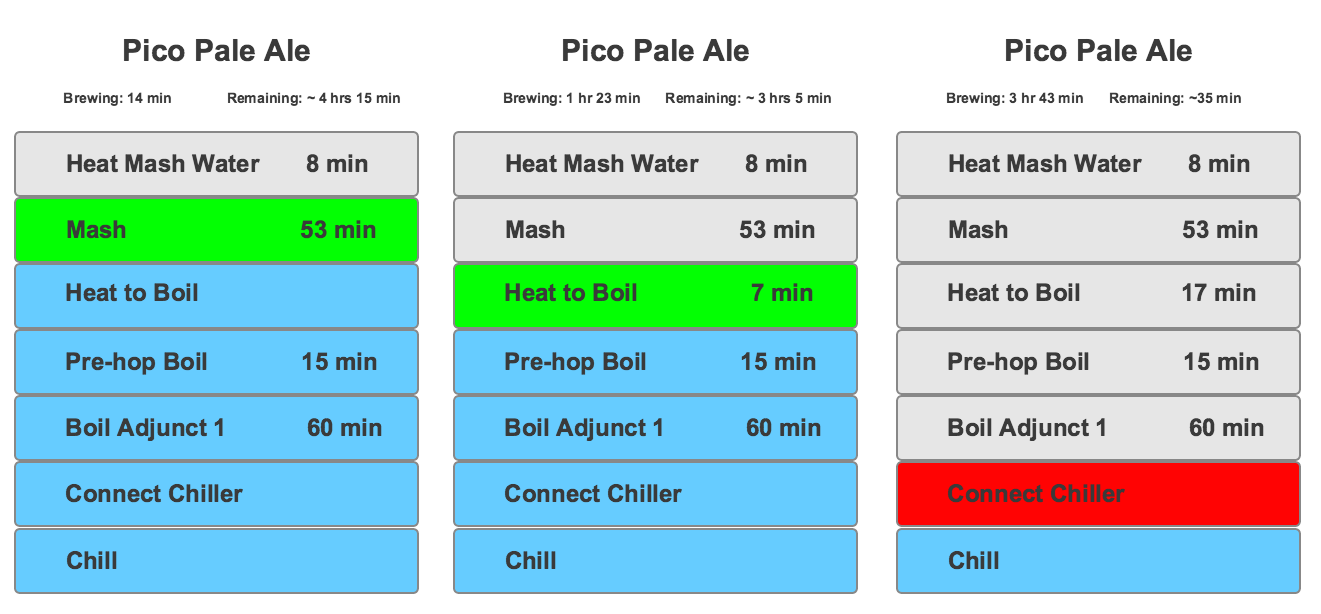 Pico Pale Ale
Brewing: 14 min Remaining: ~ 4 hrs 15 min
Heat Mash Water 8 min
Mash 53 min
Heat to Boil
Pre-hop Boil 15 min
Boil Adjunct 1 60 min
Connect Chiller
Chill
Pico Pale Ale
Brewing: 1 hr 23 min Remaining: ~ 3 hrs 5 min
Heat Mash Water 8 min
Mash 53 min
Heat to Boil 7 min
Pre-hop Boil 15 min
Boil Adjunct 1 60 min
Connect Chiller
Chill
Pico Pale Ale
Brewing: 3 hr 43 min Remaining: ~35 min
Heat Mash Water 8 min
Mash 53 min
Heat to Boil 17 min
Pre-hop Boil 15 min
Boil Adjunct 1 60 min
Connect Chiller
Chill